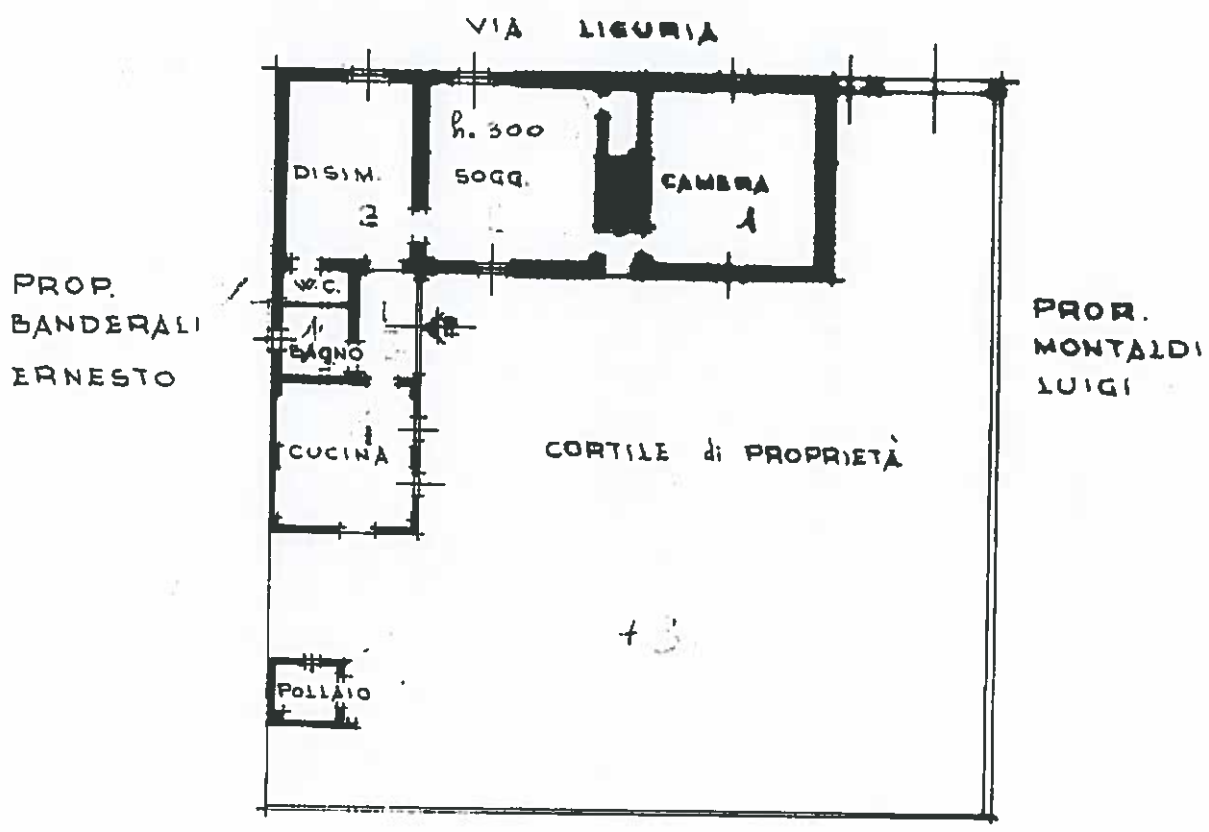 VIA LIGURIA
h. 300
DISIM.
SOGG.
CAMERA
2
1
W.C.
PROP.
BANDERALI
ERNESTO
BAGNO
PROP.
MONTALDI
LUIGI
CUCINA
CORTILE di PROPRIETÀ
POLLAIO